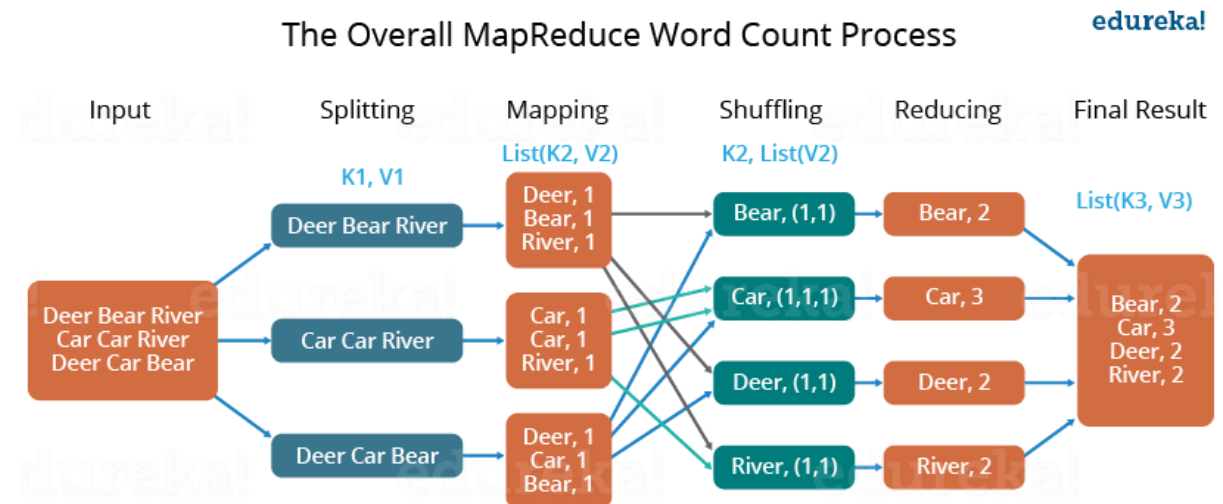 The Overall MapReduce Word Count Process
edureka!
Input
Splitting
Mapping
Shuffling
Reducing
Final Result
K1, V1
List(K2, V2)
K2, List(V2)
List(K3, V3)
Deer Bear River
Car Car River
Deer Car Bear
Deer Bear River
Car Car River
Deer Car Bear
Deer, 1
Bear, 1
River, 1
Car, 1
Car, 1
River, 1
Deer, 1
Car, 1
Bear, 1
Bear, (1,1)
Car, (1,1,1)
Deer, (1,1)
River, (1,1)
Bear, 2
Car, 3
Deer, 2
River, 2
Bear, 2
Car, 3
Deer, 2
River, 2